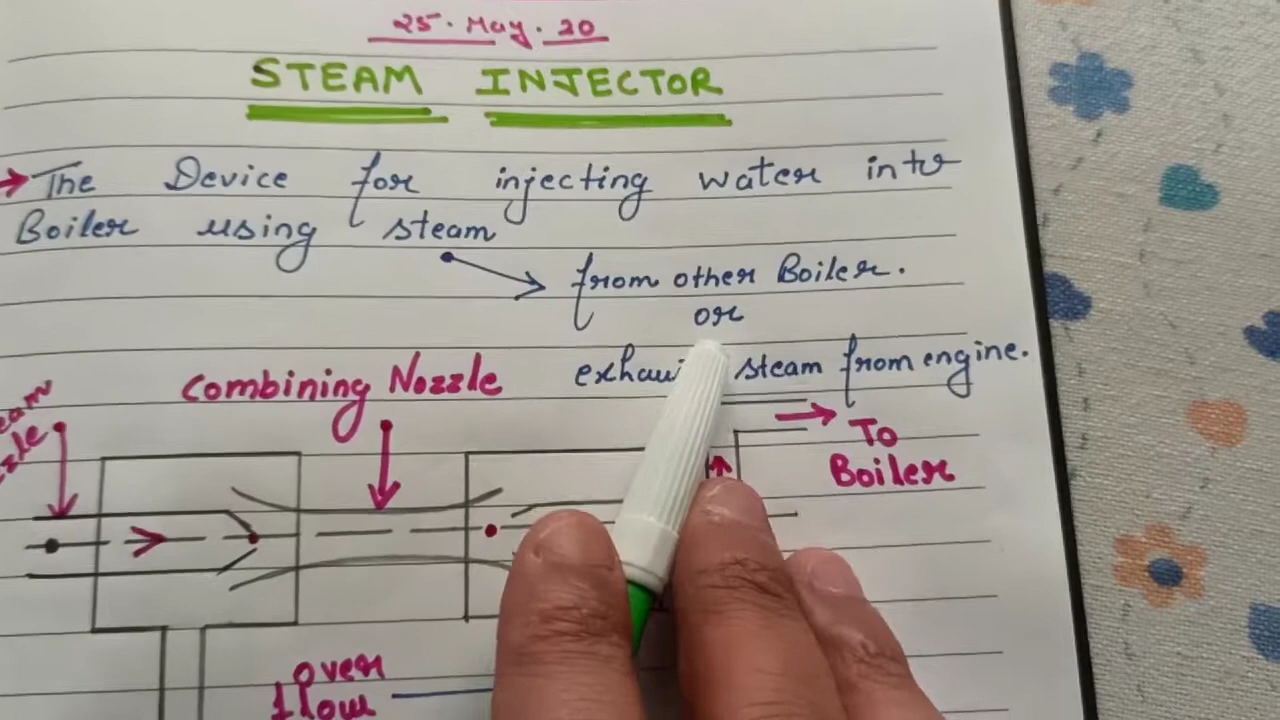 25. May. 20
STEAM INJECTOR
→ The Device for injecting water into
Boiler using steam
from other Boiler.
or
steam from engine.
Combining Nozzle
To
Boiler
over
flow